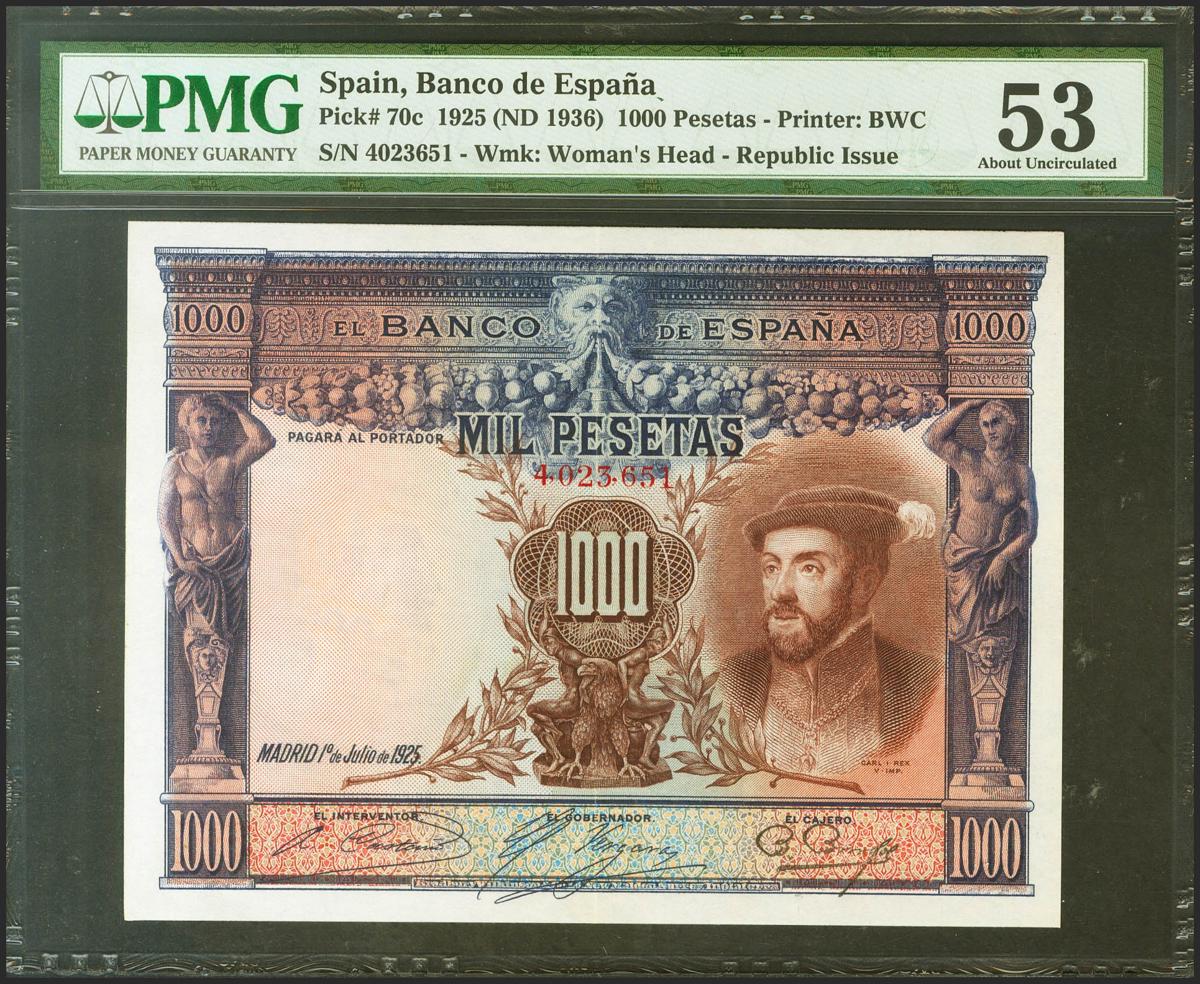 PMG
PAPER MONEY GUARANTY
Spain, Banco de España
Pick# 70c 1925 (ND 1936) 1000 Pesetas - Printer: BWC
S/N 4023651 - Wmk: Woman's Head - Republic Issue
53
About Uncirculated
1000 EL BANCO DE ESPAÑA 1000
PAGARA AL PORTADOR MIL PESETAS
4.023.651
1000
MADRID 1º de Julio de 1925.
CARL · I · REX
V · IMP.
EL INTERVENTOR EL GOBERNADOR EL CAJERO
1000 1000